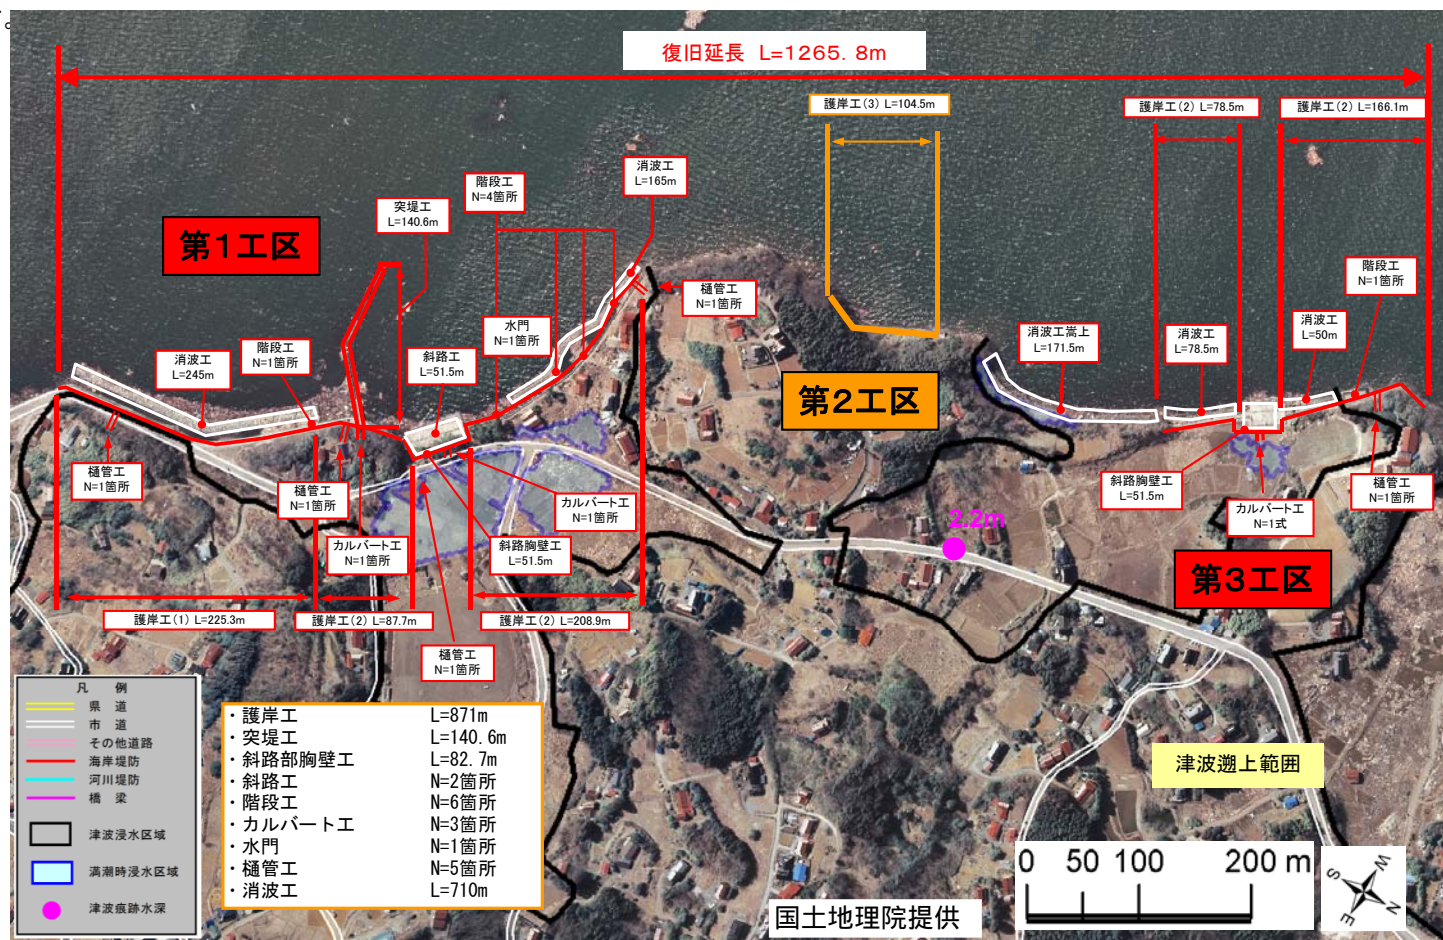 。
復旧延長 L=1265.8m
護岸工(3) L=104.5m
護岸工(2) L=78.5m
護岸工(2) L=166.1m
消波工
L=165m
階段工
N=4箇所
突堤工
L=140.6m
第1工区
樋管工
N=1箇所
階段工
N=1箇所
水門
N=1箇所
消波工嵩上
L=171.5m
消波工
L=78.5m
消波工
L=50m
消波工
L=245m
階段工
N=1箇所
斜路工
L=51.5m
第2工区
樋管工
N=1箇所
樋管工
N=1箇所
カルバート工
N=1箇所
斜路胸壁工
L=51.5m
カルバート工
N=1箇所
斜路胸壁工
L=51.5m
カルバート工
N=1式
樋管工
N=1箇所
2.2m
第3工区
護岸工(1) L=225.3m
護岸工(2) L=87.7m
護岸工(2) L=208.9m
樋管工
N=1箇所
凡 例
県 道
市 道
その他道路
海岸堤防
河川堤防
橋 梁
津波浸水区域
満潮時浸水区域
津波痕跡水深
・護岸工 L=871m
・突堤工 L=140.6m
・斜路部胸壁工 L=82.7m
・斜路工 N=2箇所
・階段工 N=6箇所
・カルバート工 N=3箇所
・水門 N=1箇所
・樋管工 N=5箇所
・消波工 L=710m
津波遡上範囲
0 50 100 200 m
国土地理院提供
W
S
N
E